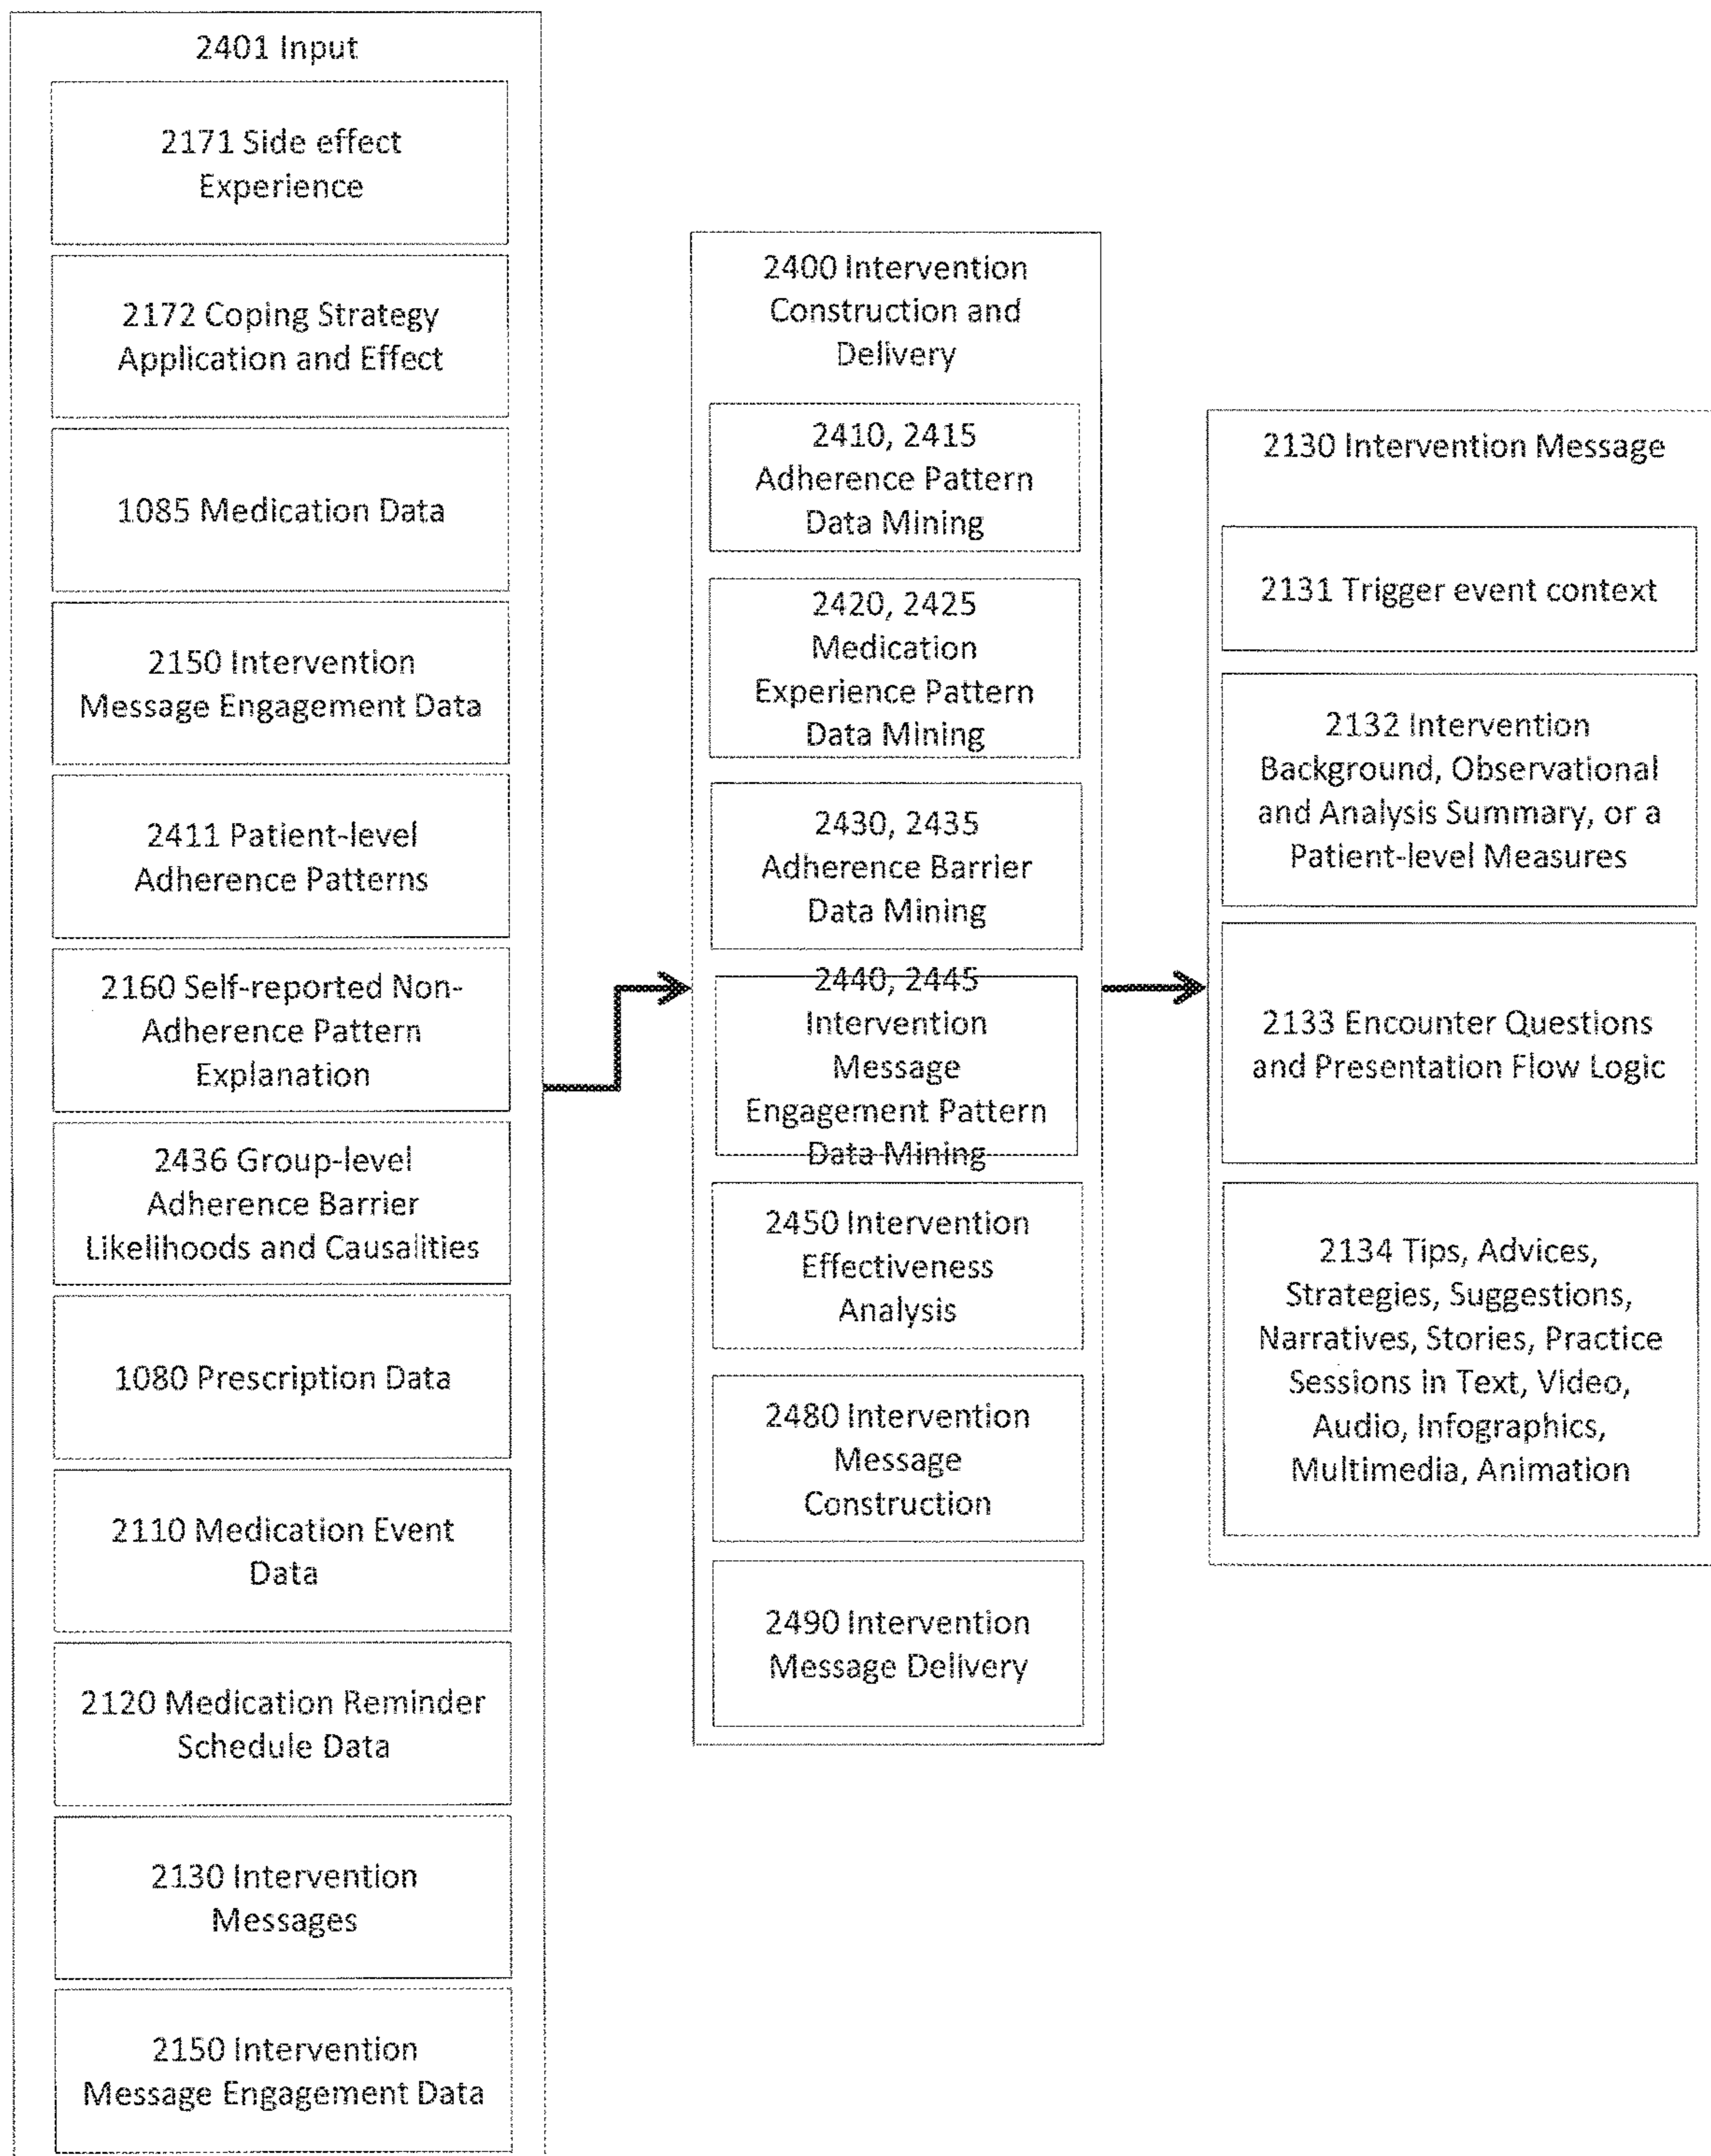 2401 Input
2171 Side effect
Experience
2172 Coping Strategy
Application and Effect
1085 Medication Data
2150 Intervention
Message Engagement Data
2411 Patient-level
Adherence Patterns
2160 Self-reported Non-
Adherence Pattern
Explanation
2436 Group-level
Adherence Barrier
Likelihoods and Causalities
1080 Prescription Data
2110 Medication Event
Data
2120 Medication Reminder
Schedule Data
2130 Intervention
Messages
2150 Intervention
Message Engagement Data
2400 Intervention
Construction and
Delivery
2410, 2415
Adherence Pattern
Data Mining
2420, 2425
Medication
Experience Pattern
Data Mining
2430, 2435
Adherence Barrier
Data Mining
2440, 2445
Intervention
Message
Engagement Pattern
Data Mining
2450 Intervention
Effectiveness
Analysis
2480 Intervention
Message
Construction
2490 Intervention
Message Delivery
2130 Intervention Message
2131 Trigger event context
2132 Intervention
Background, Observational
and Analysis Summary, or a
Patient-level Measures
2133 Encounter Questions
and Presentation Flow Logic
2134 Tips, Advices,
Strategies, Suggestions,
Narratives, Stories, Practice
Sessions in Text, Video,
Audio, Infographics,
Multimedia, Animation